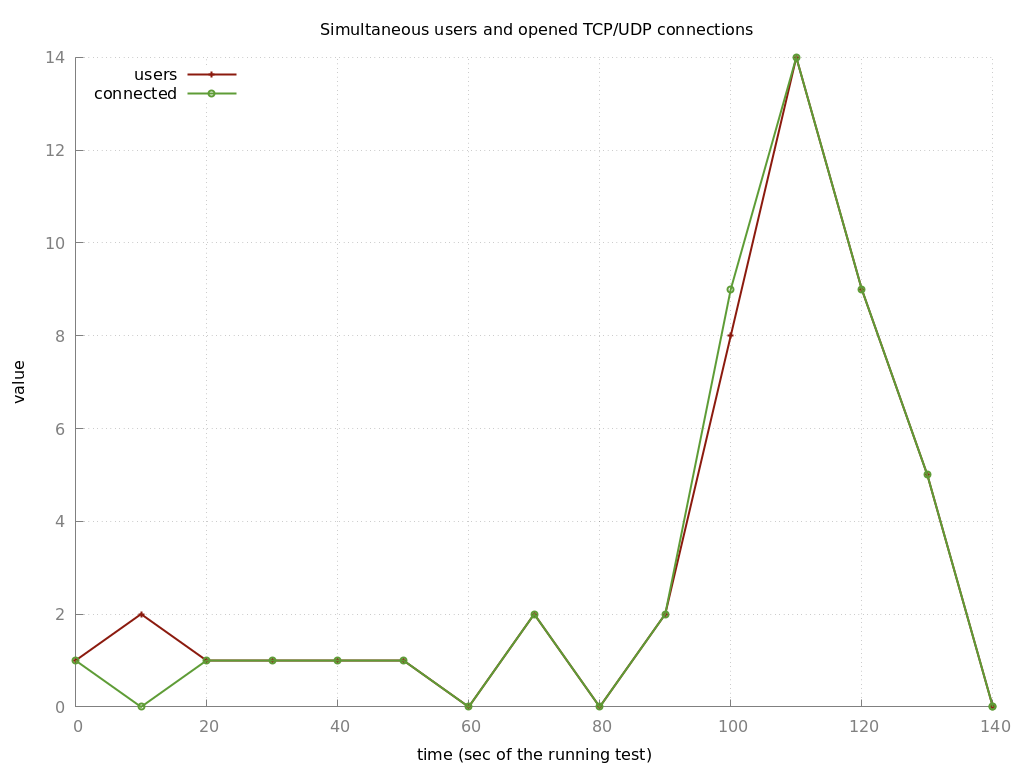 Simultaneous users and opened TCP/UDP connections
users
connected
14
12
10
8
6
4
2
0
value
0 20 40 60 80 100 120 140
time (sec of the running test)